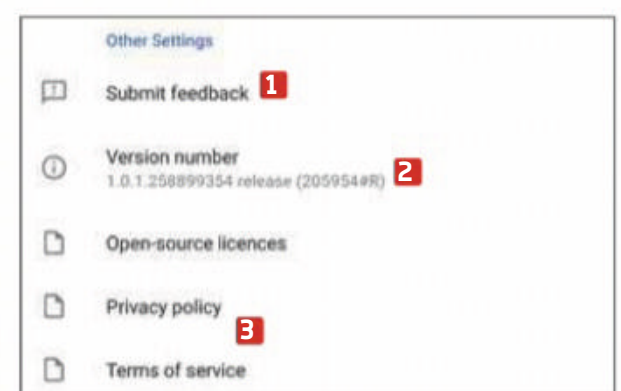 Other Settings
Submit feedback 1
Version number
1.0.1.258899354 release (205954#R) 2
Open-source licences
Privacy policy
3
Terms of service